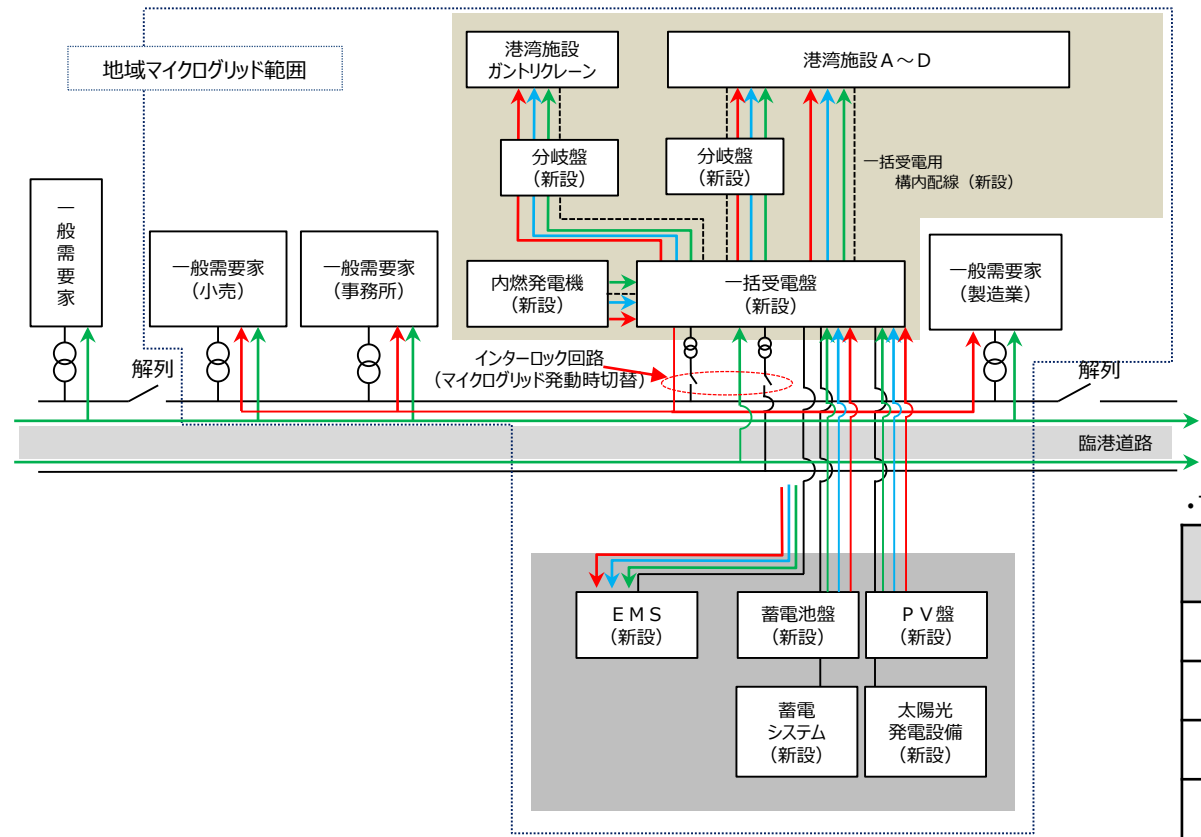 地域マイクログリッド範囲
港湾施設
ガントリクレーン
港湾施設A~D
分岐盤
(新設)
分岐盤
(新設)
一括受電用
構内配線(新設)
一般需要家
一般需要家
(小売)
一般需要家
(事務所)
内燃発電機
(新設)
一括受電盤
(新設)
一般需要家
(製造業)
解列
インターロック回路
(マイクログリッド発動時切替)
解列
臨港道路
EMS
(新設)
蓄電池盤
(新設)
PV盤
(新設)
蓄電
システム
(新設)
太陽光
発電設備
(新設)